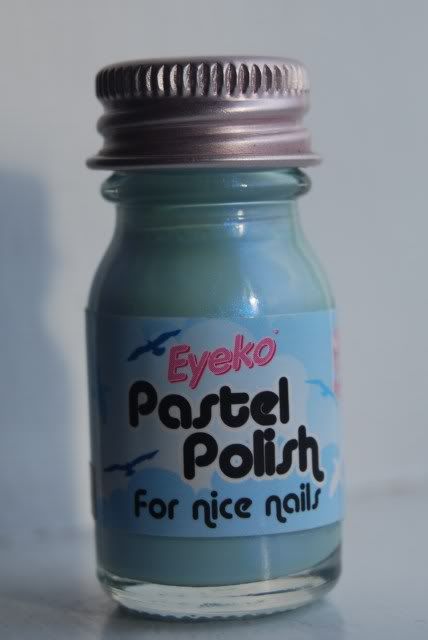 Eyeko
Pastel
Polish
For nice nails